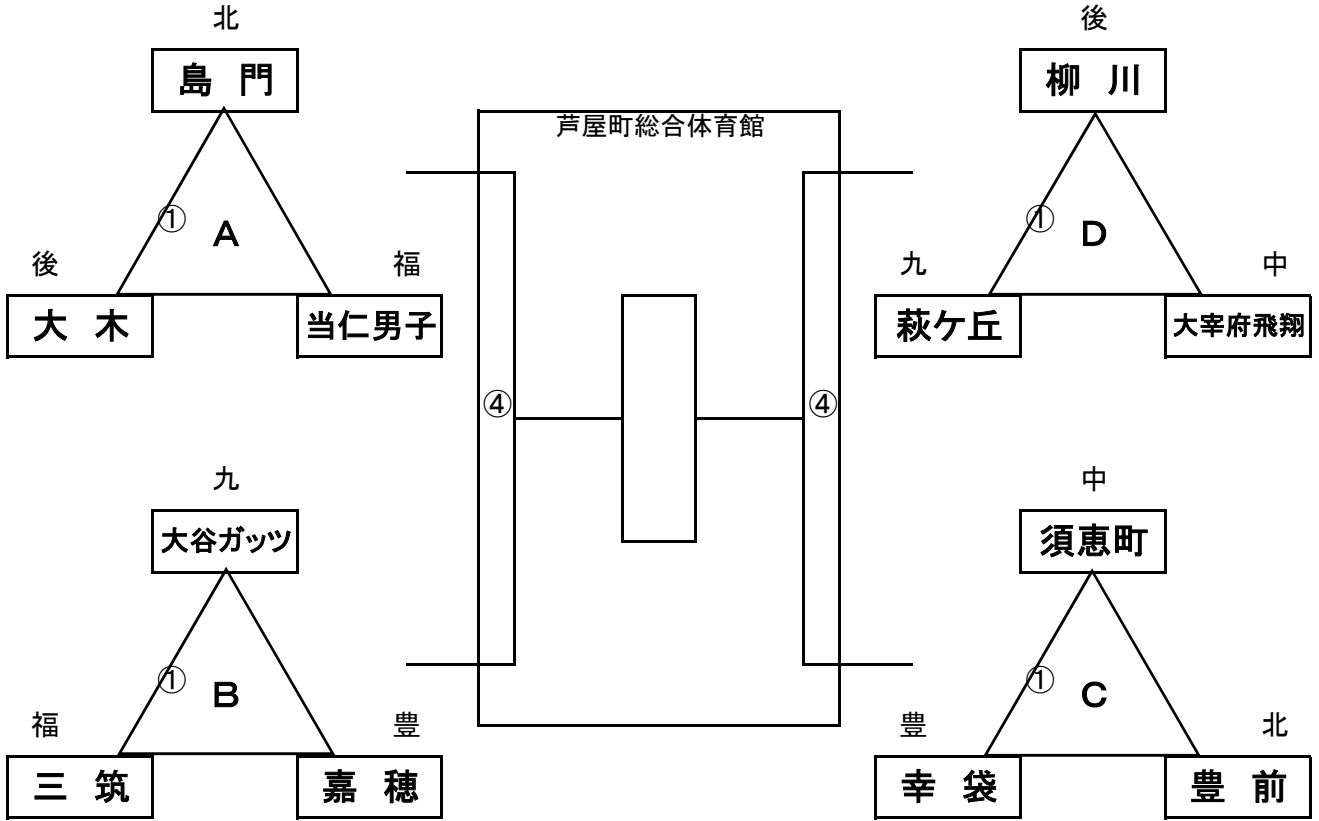 北
島　門
①
A
後
福
大　木
当仁男子
九
大谷ガッツ
①
B
福
豊
三　筑
嘉　穂
芦屋町総合体育館
④
④
後
柳　川
①
D
九
中
萩ケ丘
大宰府飛翔
中
須恵町
①
C
豊
北
幸　袋
豊　前